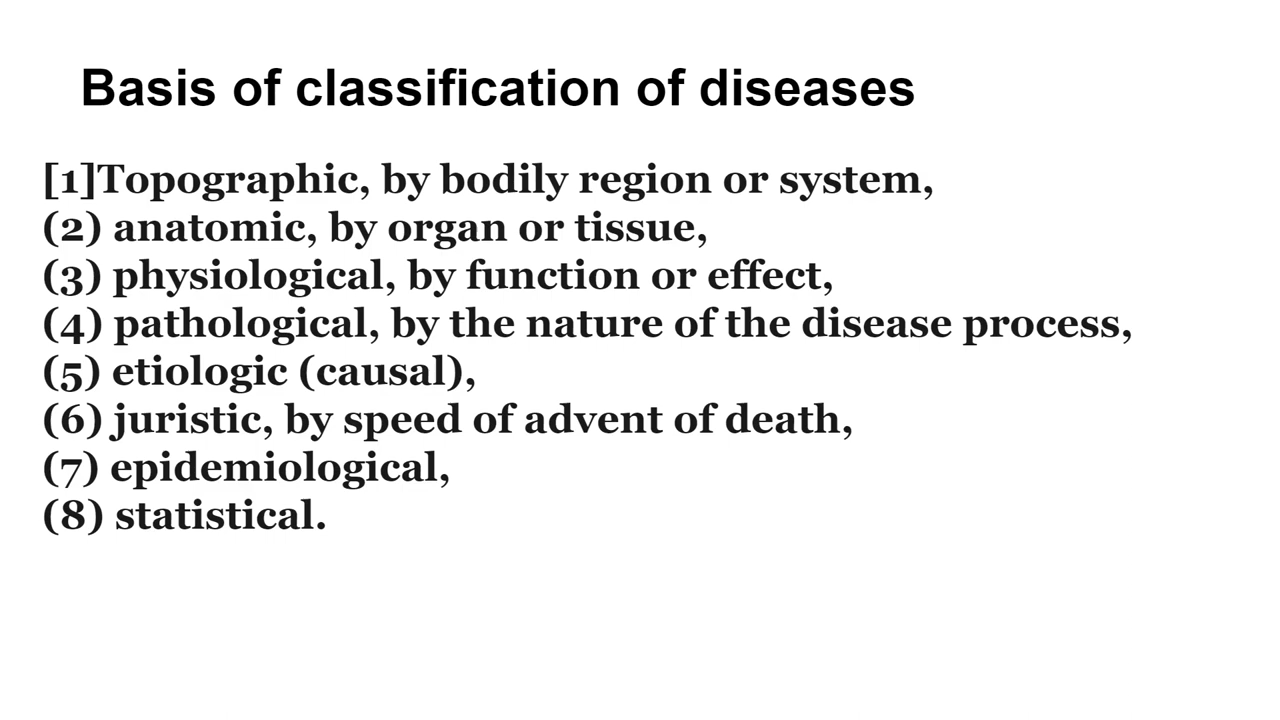 Basis of classification of diseases
[1]Topographic, by bodily region or system,
(2) anatomic, by organ or tissue,
(3) physiological, by function or effect,
(4) pathological, by the nature of the disease process,
(5) etiologic (causal),
(6) juristic, by speed of advent of death,
(7) epidemiological,
(8) statistical.